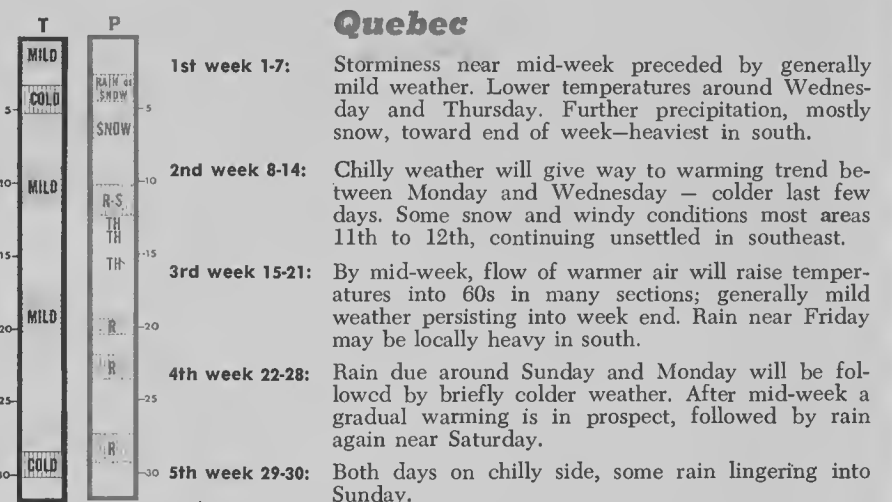 Quebec
T
P
MILD
COLD
MILD
MILD
COLD
5
10
15
20
25
30
RAIN or
SNOW
SNOW
R-S
TH
TH
TH
R
R
R
5
10
15
20
25
30
1st week 1-7: Storminess near mid-week preceded by generally
mild weather. Lower temperatures around Wednes-
day and Thursday. Further precipitation, mostly
snow, toward end of week—heaviest in south.
2nd week 8-14: Chilly weather will give way to warming trend be-
tween Monday and Wednesday — colder last few
days. Some snow and windy conditions most areas
11th to 12th, continuing unsettled in southeast.
3rd week 15-21: By mid-week, flow of warmer air will raise temper-
atures into 60s in many sections; generally mild
weather persisting into week end. Rain near Friday
may be locally heavy in south.
4th week 22-28: Rain due around Sunday and Monday will be fol-
lowed by briefly colder weather. After mid-week a
gradual warming is in prospect, followed by rain
again near Saturday.
5th week 29-30: Both days on chilly side, some rain lingering into
Sunday.